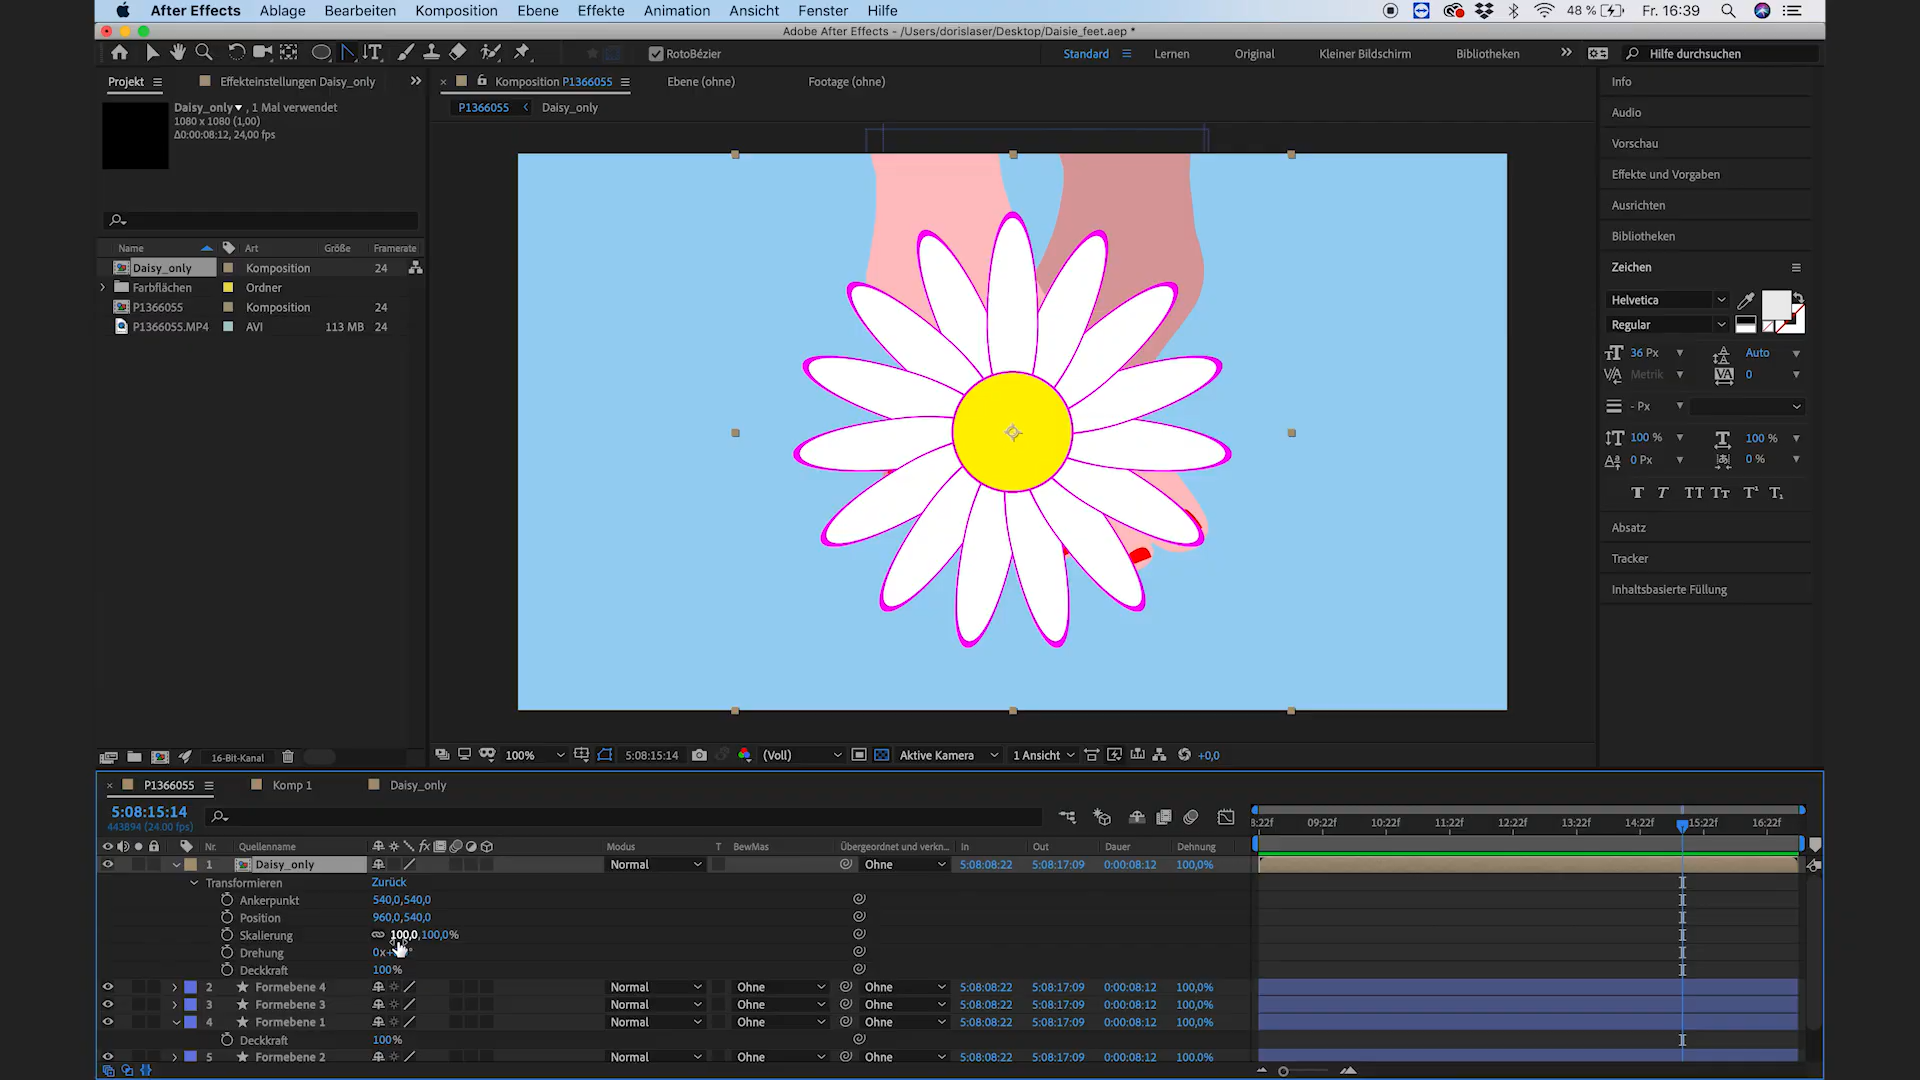 After Effects Ablage Bearbeiten Komposition Ebene Effekte Animation Ansicht Fenster Hilfe 48 % Fr. 16:39
Adobe After Effects - /Users/dorislaser/Desktop/Daisie_feet.aep *
RotoBézier Standard Lernen Original Kleiner Bildschirm Bibliotheken Hilfe durchsuchen
Projekt Effekteinstellungen Daisy_only Komposition P1366055 Ebene (ohne) Footage (ohne) Info
Daisy_only , 1 Mal verwendet P1366055 Daisy_only
1080 x 1080 (1,00)
Δ0:00:08:12, 24,00 fps
Audio
Vorschau
Effekte und Vorgaben
Ausrichten
Bibliotheken
Name Art Größe Framerate
Daisy_only Komposition 24
Farbflächen Ordner
P1366055 Komposition 24
P1366055.MP4 AVI 113 MB 24
Zeichen
Helvetica
Regular
36 Px Auto
Metrik 0
- Px
100 % 100 %
0 Px 0 %
T T TT Tт T¹ T₁
Absatz
Tracker
Inhaltsbasierte Füllung
16-Bit-Kanal 100% 5:08:15:14 (Voll) Aktive Kamera 1 Ansicht +0,0
P1366055 Komp 1 Daisy_only
5:08:15:14
443894 (24.00 fps)
8:22f 09:22f 10:22f 11:22f 12:22f 13:22f 14:22f 15:22f 16:22f
Nr. Quellenname Modus T BewMas Übergeordnet und verkn... In Out Dauer Dehnung
1 Daisy_only Normal Ohne 5:08:08:22 5:08:17:09 0:00:08:12 100,0%
Transformieren Zurück
Ankerpunkt 540,0,540,0
Position 960,0,540,0
Skalierung 100,0,100,0%
Drehung 0x+
Deckkraft 100%
2 Formebene 4 Normal Ohne Ohne 5:08:08:22 5:08:17:09 0:00:08:12 100,0%
3 Formebene 3 Normal Ohne Ohne 5:08:08:22 5:08:17:09 0:00:08:12 100,0%
4 Formebene 1 Normal Ohne Ohne 5:08:08:22 5:08:17:09 0:00:08:12 100,0%
Deckkraft 100%
5 Formebene 2 Normal Ohne Ohne 5:08:08:22 5:08:17:09 0:00:08:12 100,0%